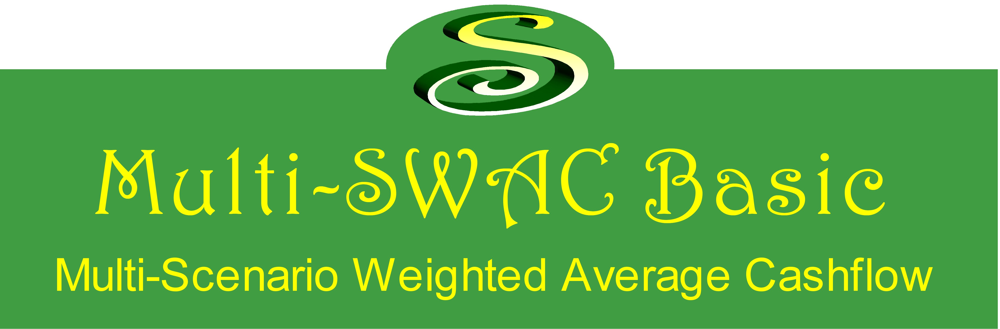 S
Multi-SWAC Basic
Multi-Scenario Weighted Average Cashflow